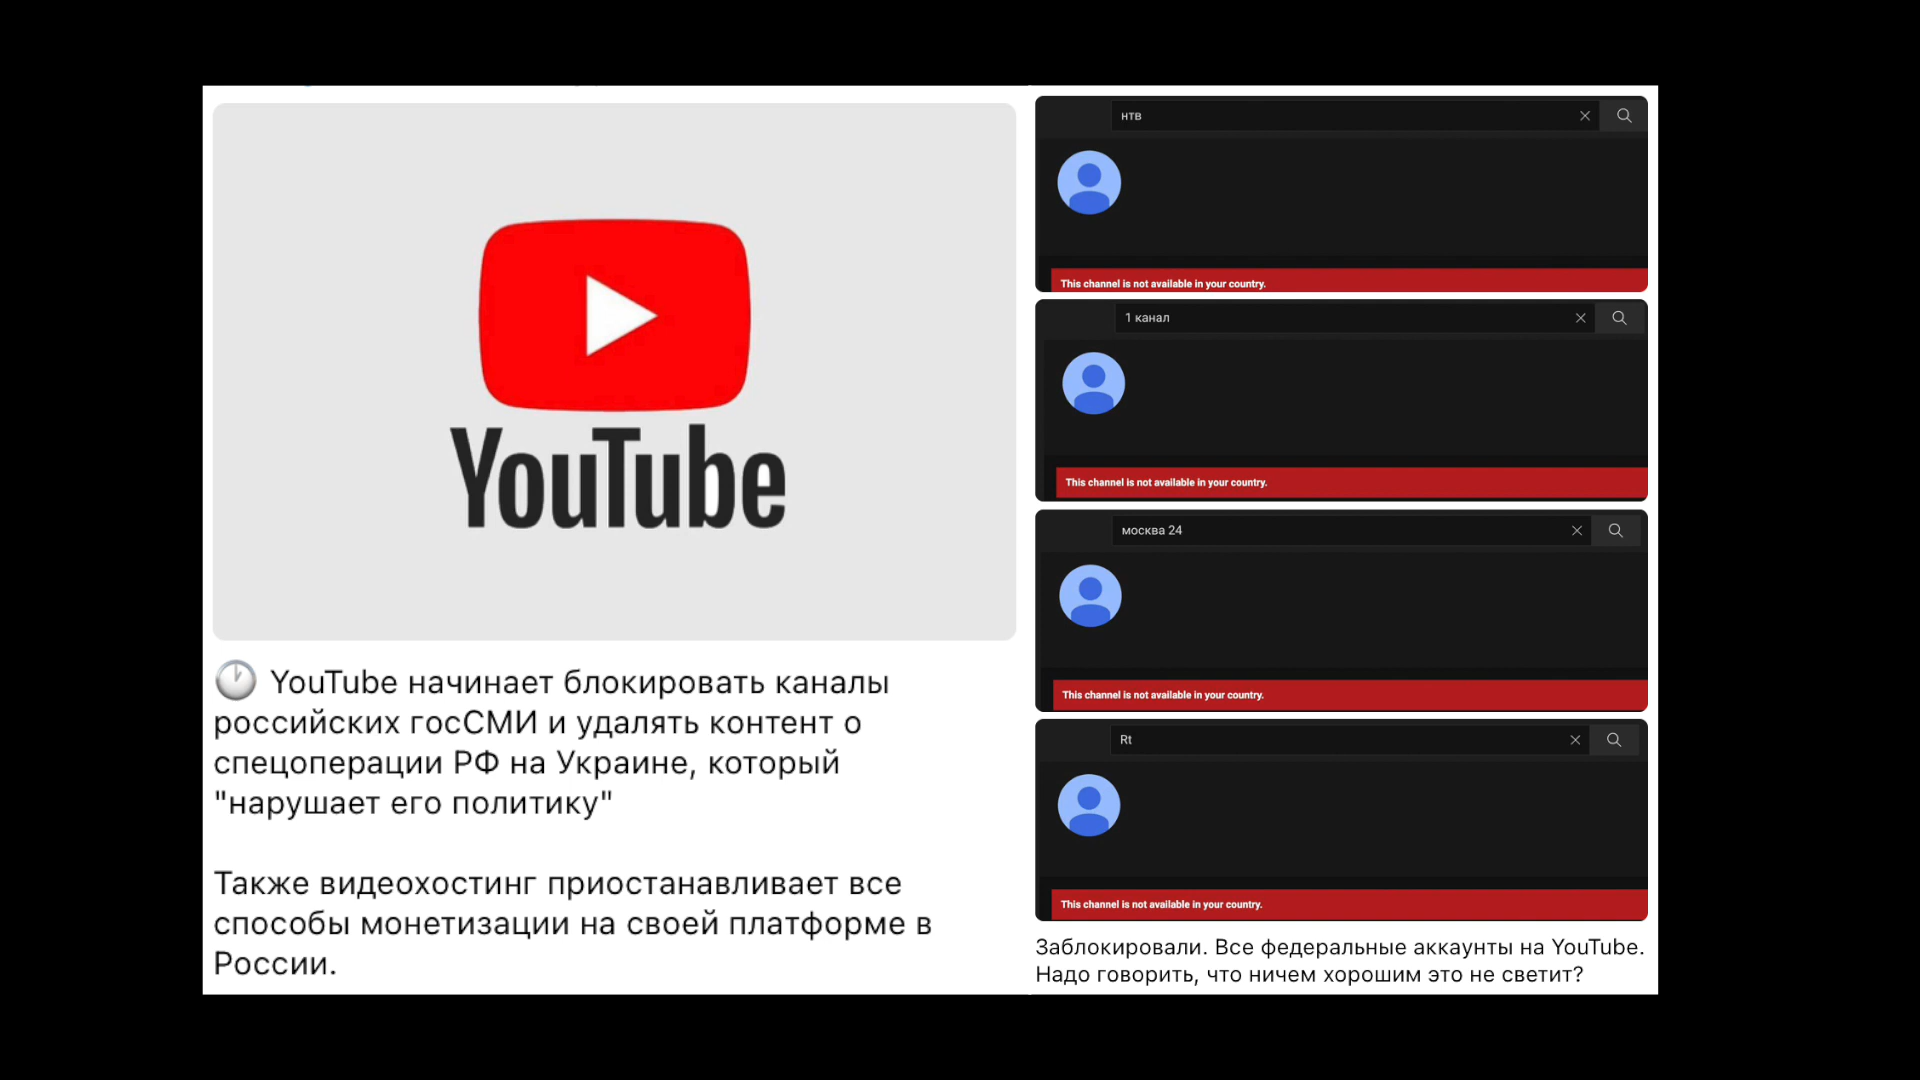 YouTube
YouTube начинает блокировать каналы
российских госСМИ и удалять контент о
спецоперации РФ на Украине, который
"нарушает его политику"
Также видеохостинг приостанавливает все
способы монетизации на своей платформе в
России.
нтв
This channel is not available in your country.
1 канал
This channel is not available in your country.
москва 24
This channel is not available in your country.
Rt
This channel is not available in your country.
Заблокировали. Все федеральные аккаунты на YouTube.
Надо говорить, что ничем хорошим это не светит?